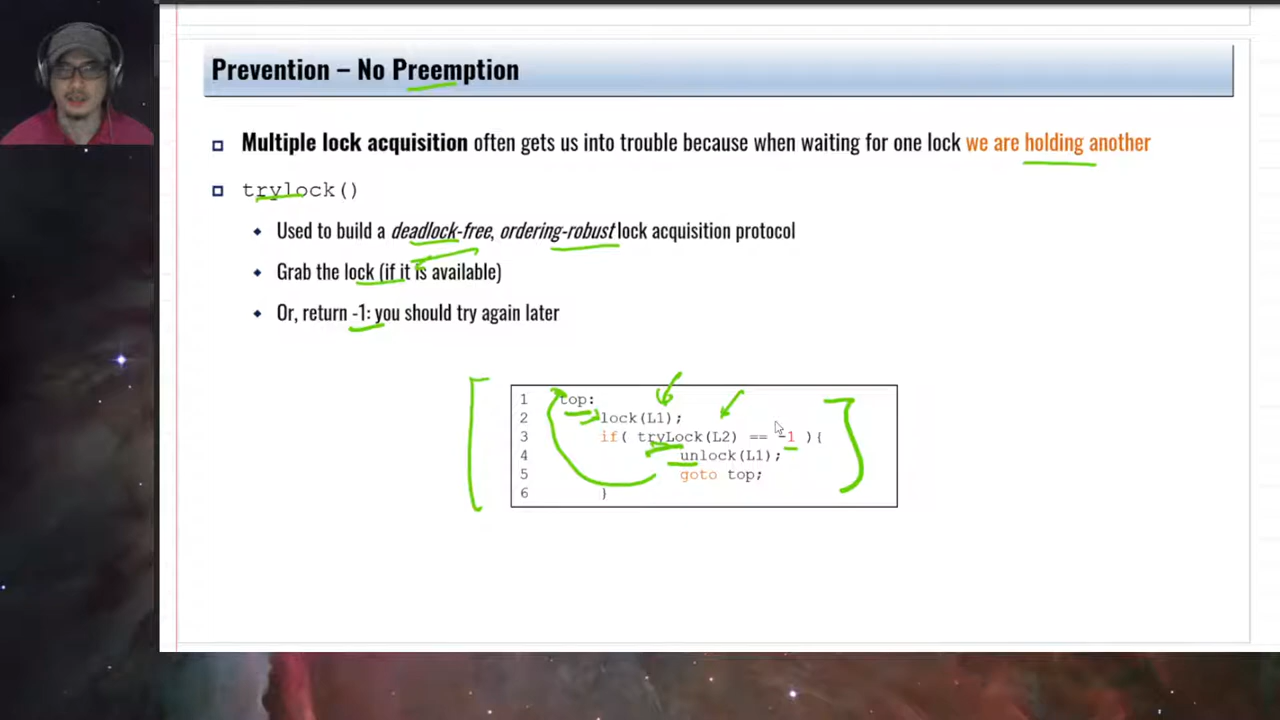 Prevention – No Preemption
Multiple lock acquisition often gets us into trouble because when waiting for one lock we are holding another
trylock()
Used to build a deadlock-free, ordering-robust lock acquisition protocol
Grab the lock (if it is available)
Or, return -1: you should try again later
1 top:
2 lock(L1);
3 if( tryLock(L2) == -1 ){
4 unlock(L1);
5 goto top;
6 }